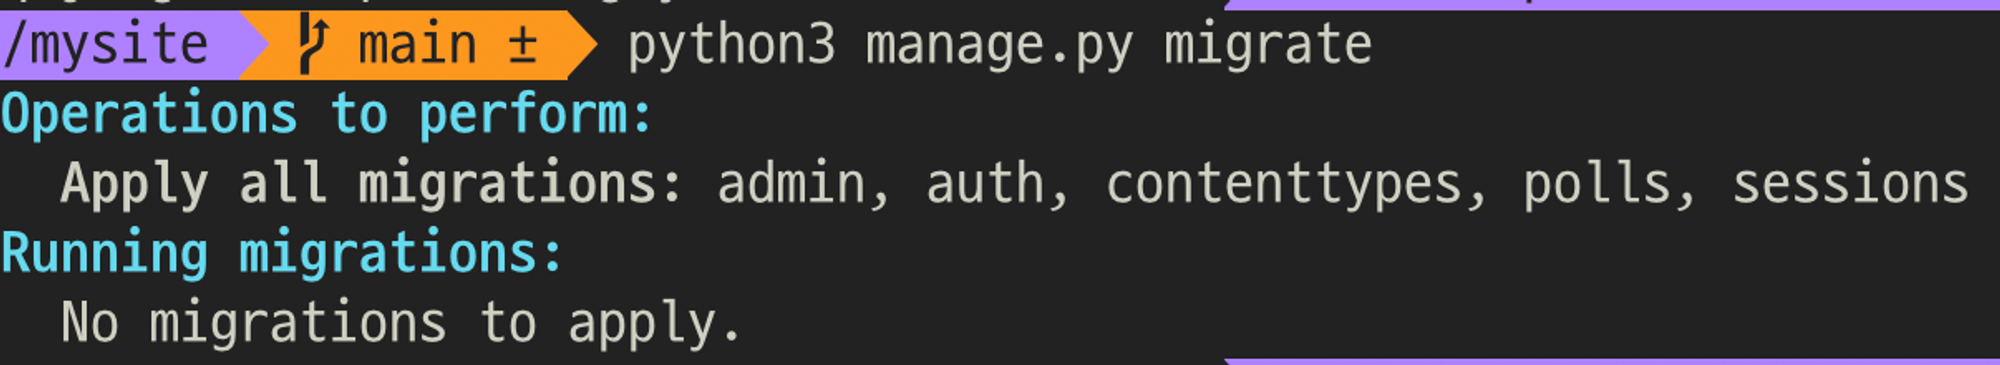 /mysite main ± python3 manage.py migrate
Operations to perform:
Apply all migrations: admin, auth, contenttypes, polls, sessions
Running migrations:
No migrations to apply.